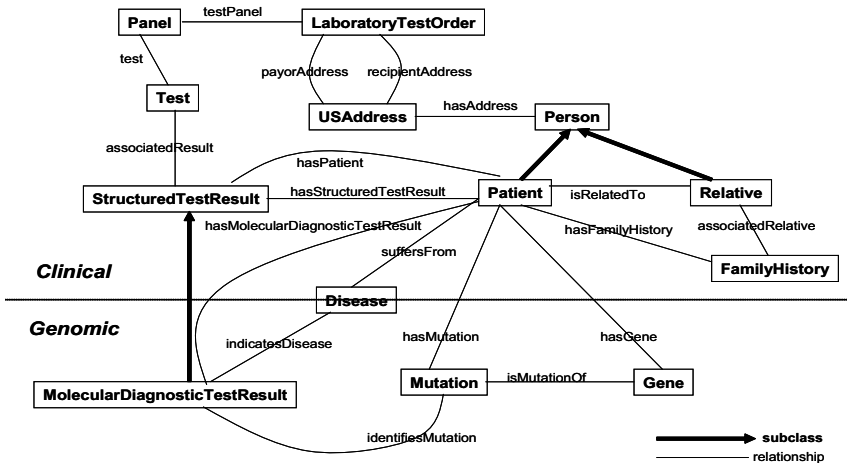 testPanel
Panel
LaboratoryTestOrder
test
payorAddress
recipientAddress
Test
hasAddress
USAddress
Person
associatedResult
hasPatient
StructuredTestResult
hasStructuredTestResult
Patient
isRelatedTo
Relative
hasMolecularDiagnosticTestResult
hasFamilyHistory
associatedRelative
suffersFrom
Clinical
FamilyHistory
Disease
Genomic
indicatesDisease
hasMutation
hasGene
MolecularDiagnosticTestResult
Mutation
isMutationOf
Gene
identifiesMutation
subclass
relationship